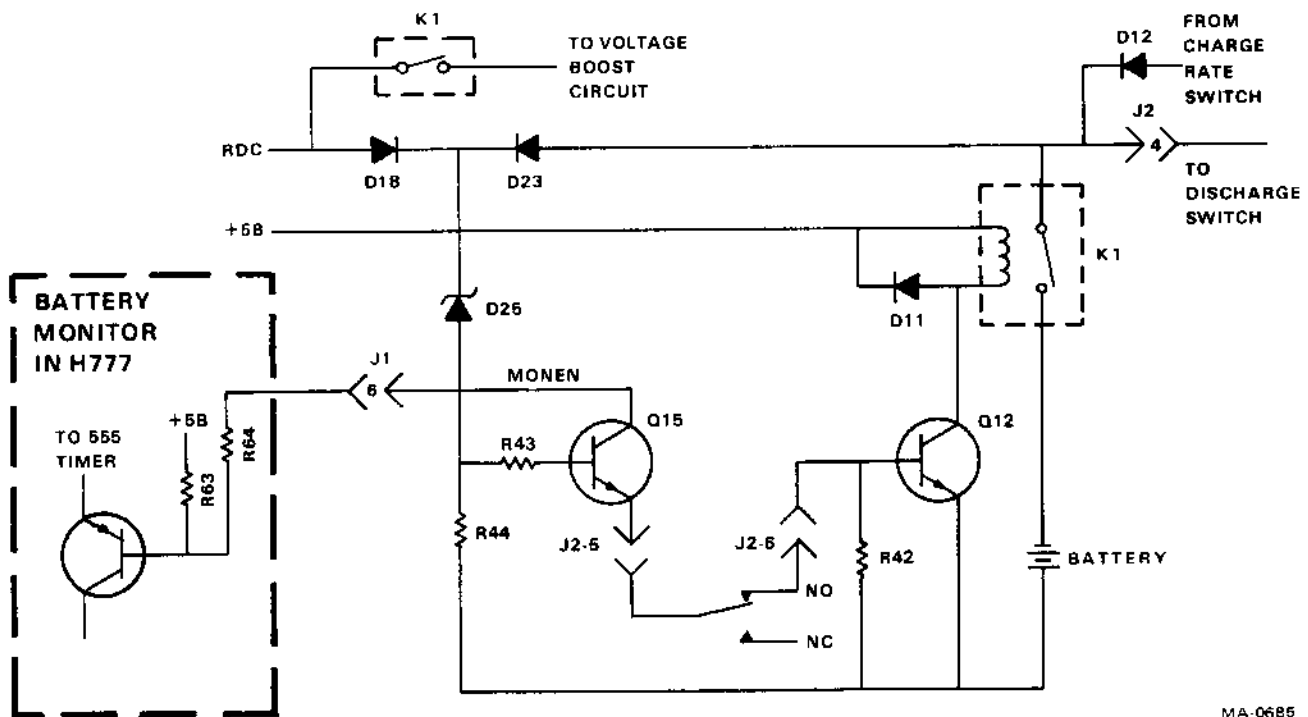 K1
TO VOLTAGE
BOOST
CIRCUIT
D12
FROM
CHARGE
RATE
SWITCH
J2
4
TO
DISCHARGE
SWITCH
RDC
D18
D23
+5B
K1
D11
D25
BATTERY
MONITOR
IN H777
J1
6
MONEN
Q15
Q12
+5B
TO 555
TIMER
R63
R64
R43
R44
J2-5
J2-6
R42
BATTERY
NO
NC
MA-0685